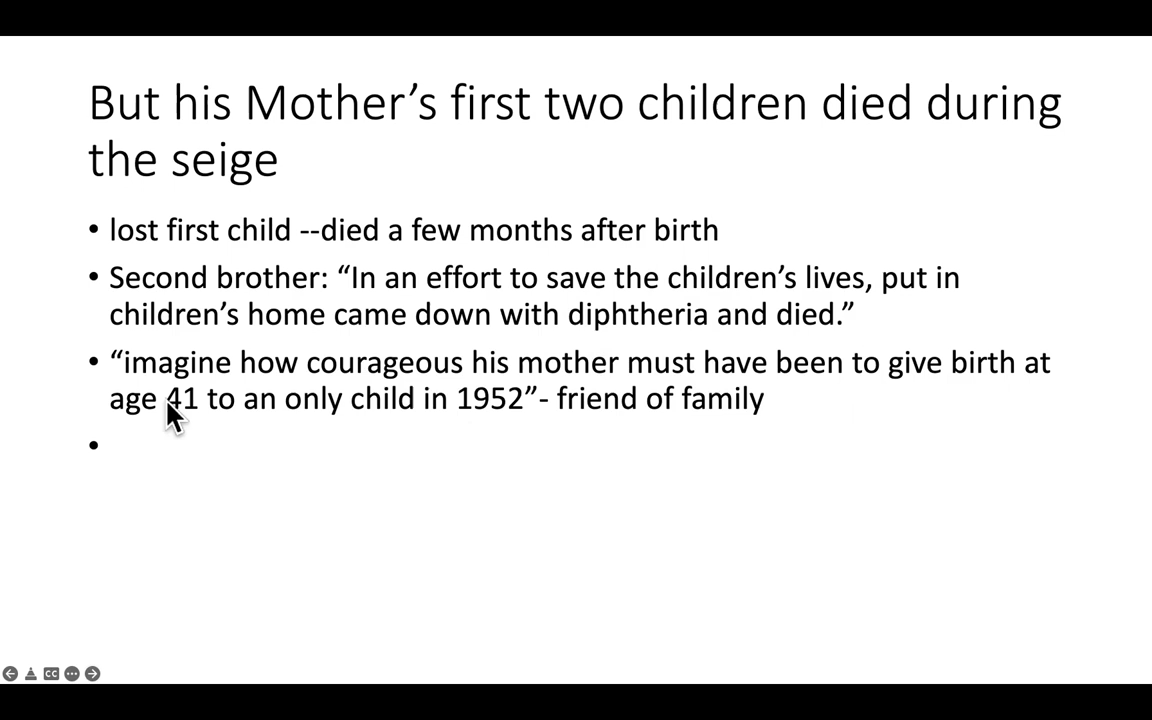 But his Mother’s first two children died during
the seige
• lost first child --died a few months after birth
• Second brother: “In an effort to save the children’s lives, put in
children’s home came down with diphtheria and died.”
• “imagine how courageous his mother must have been to give birth at
age 41 to an only child in 1952”- friend of family
•
CC